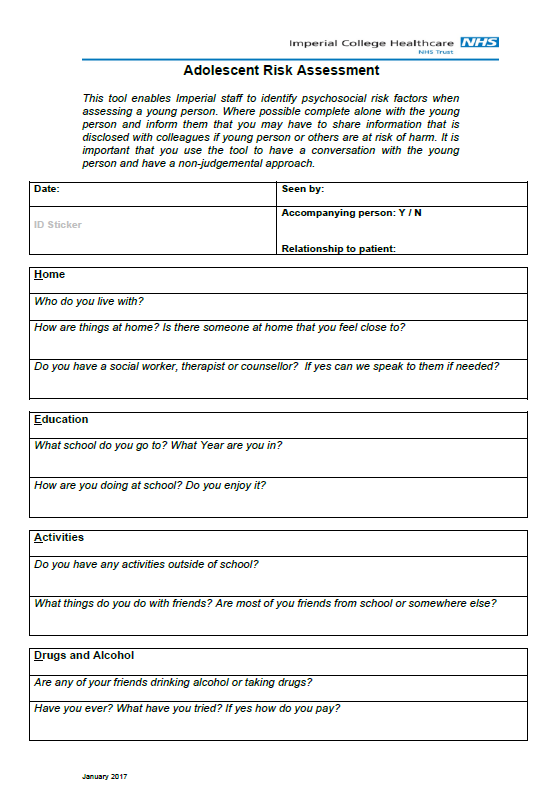 Imperial College Healthcare NHS
NHS Trust
Adolescent Risk Assessment
This tool enables Imperial staff to identify psychosocial risk factors when
assessing a young person. Where possible complete alone with the young
person and inform them that you may have to share information that is
disclosed with colleagues if young person or others are at risk of harm. It is
important that you use the tool to have a conversation with the young
person and have a non-judgemental approach.
Date:
Seen by:
ID Sticker
Accompanying person: Y / N
Relationship to patient:
Home
Who do you live with?
How are things at home? Is there someone at home that you feel close to?
Do you have a social worker, therapist or counsellor? If yes can we speak to them if needed?
Education
What school do you go to? What Year are you in?
How are you doing at school? Do you enjoy it?
Activities
Do you have any activities outside of school?
What things do you do with friends? Are most of you friends from school or somewhere else?
Drugs and Alcohol
Are any of your friends drinking alcohol or taking drugs?
Have you ever? What have you tried? If yes how do you pay?
January 2017